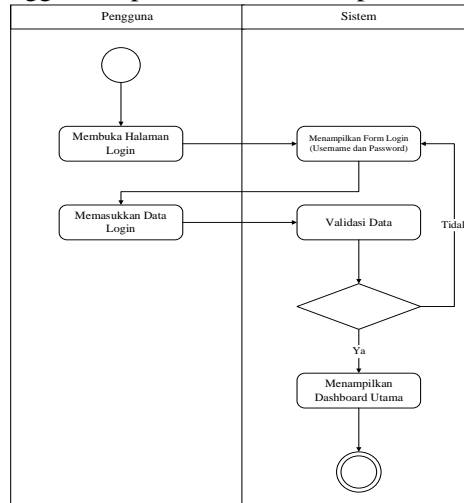 Pengguna
Sistem
Membuka Halaman
Login
Menampilkan Form Login
(Username dan Password)
Memasukkan Data
Login
Validasi Data
Tidak
Ya
Menampilkan
Dashboard Utama